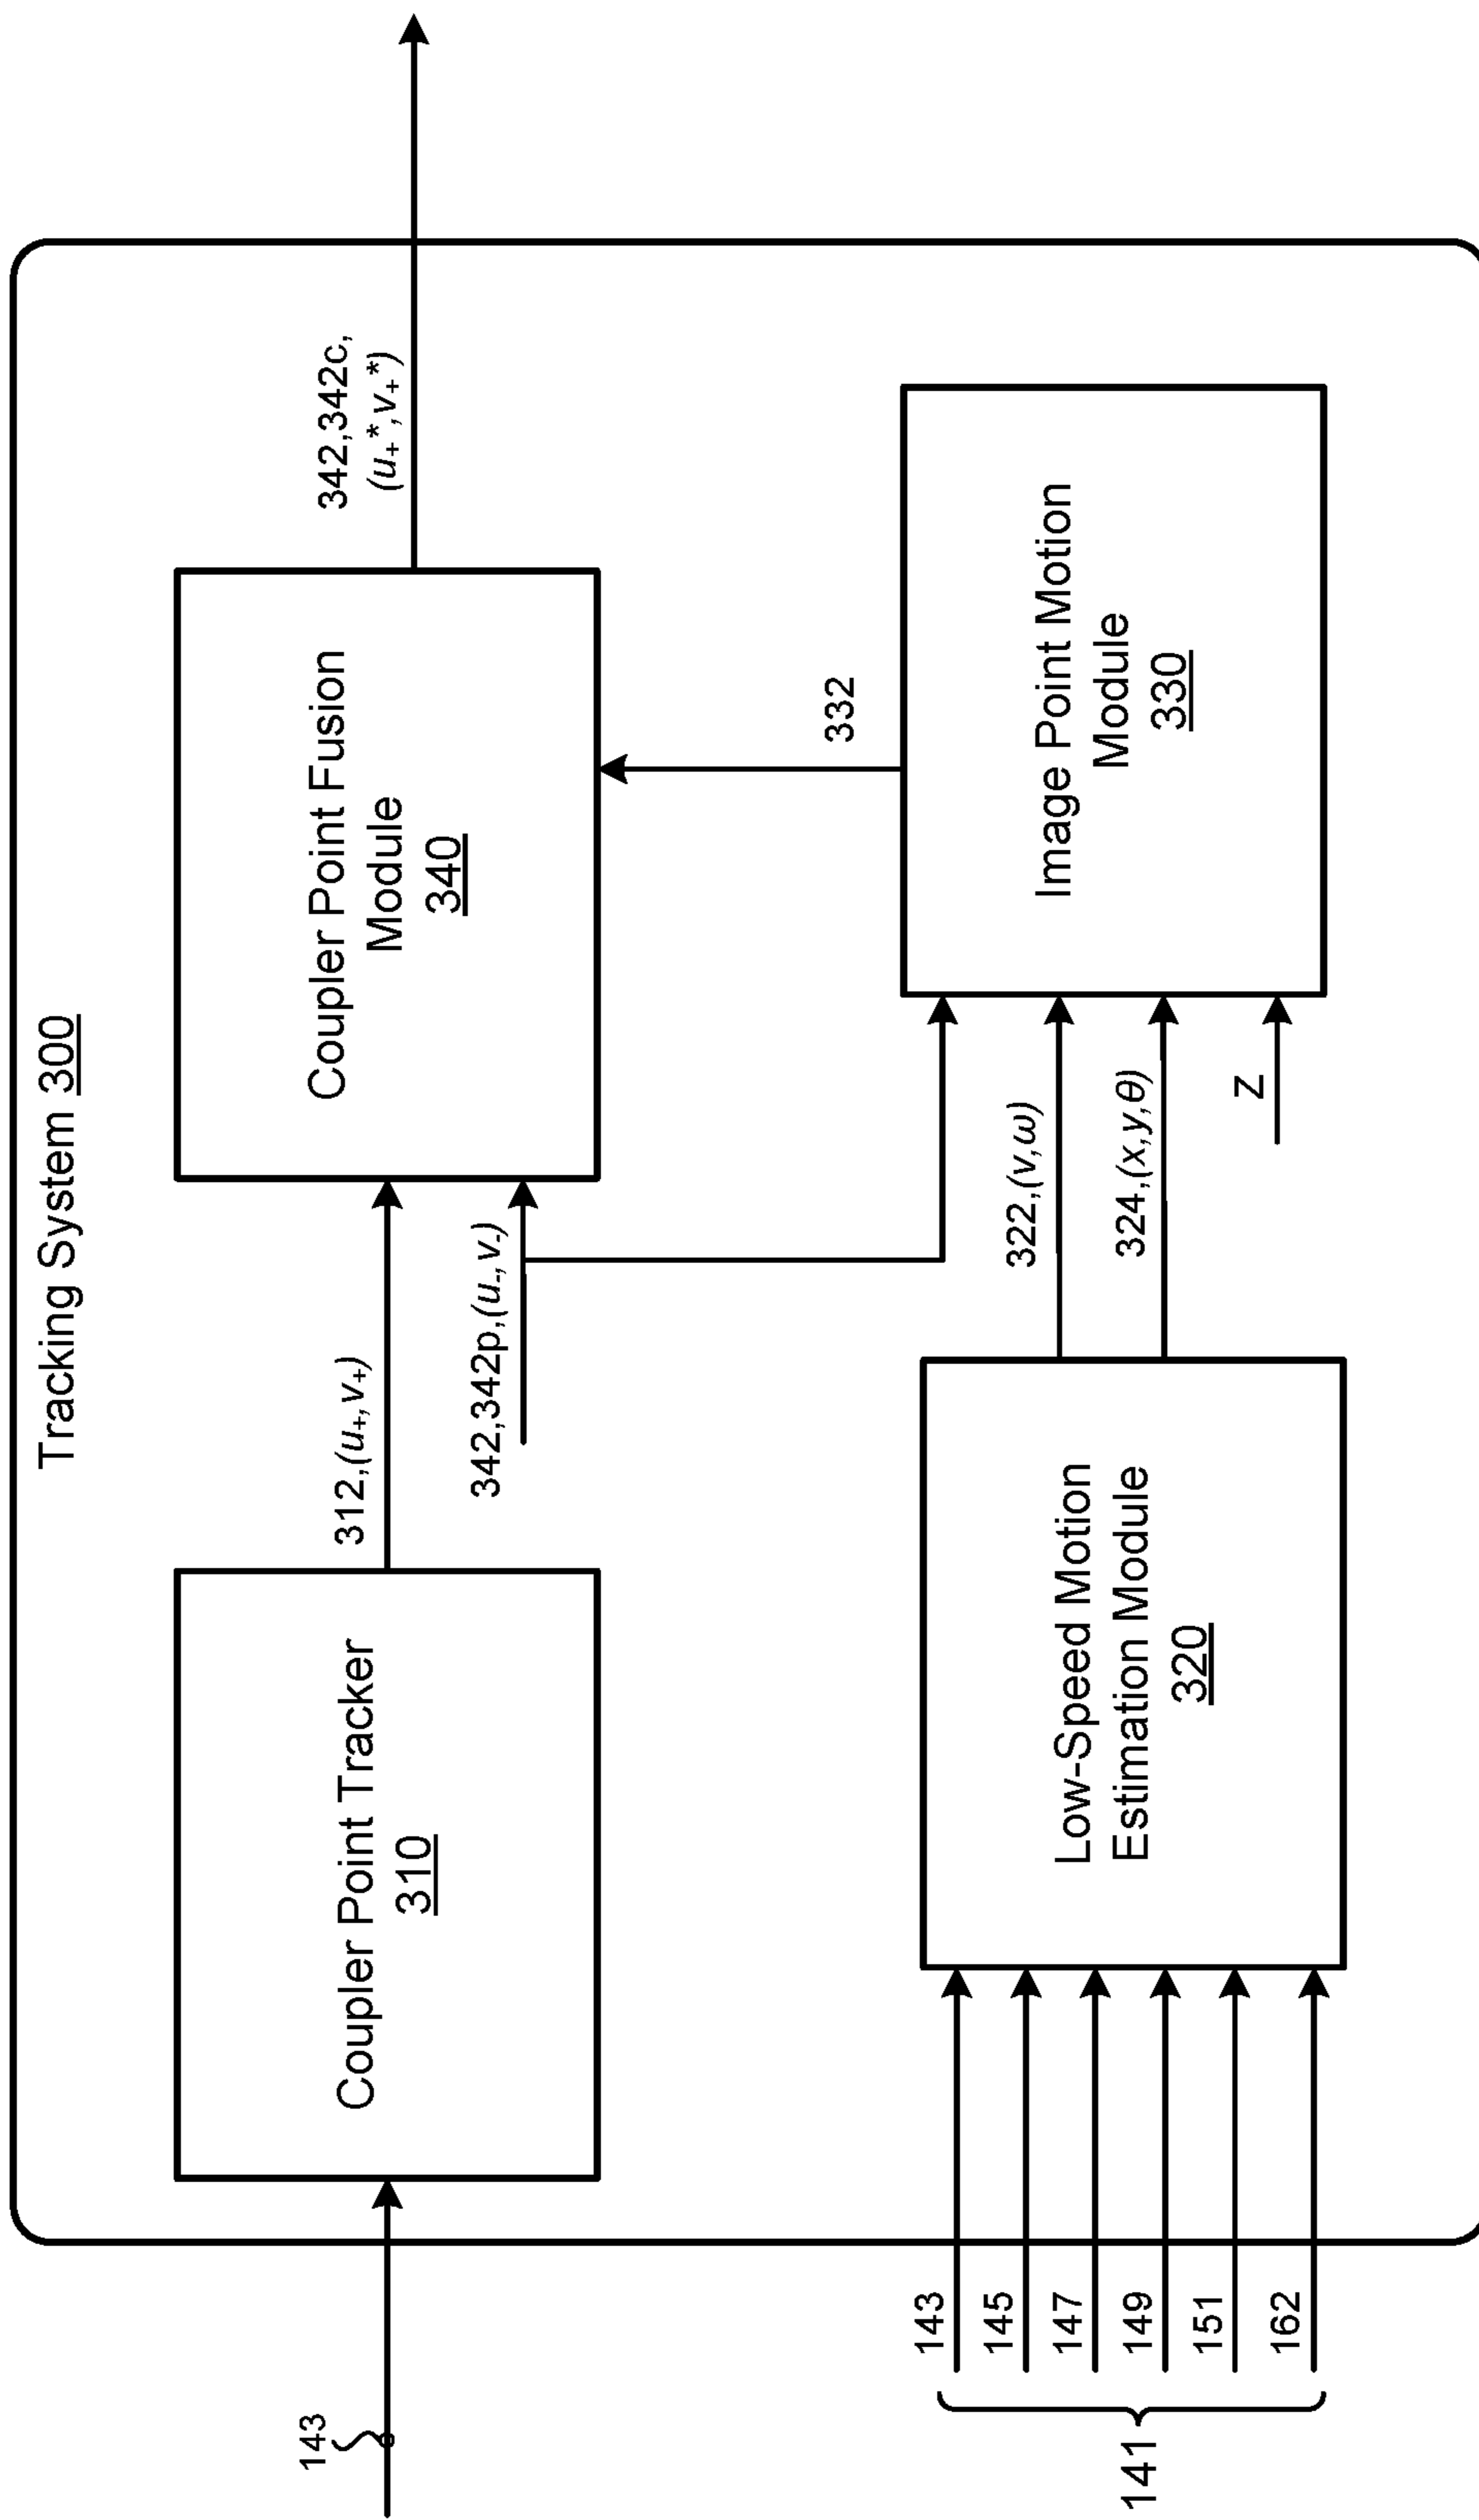 Tracking System 300
143
Coupler Point Tracker
310
312,(u₊,v₊)
342,342p,(u₋,v₋)
Coupler Point Fusion
Module
340
342,342c,
(u₊*,v₊*)
332
141
143
145
147
149
151
162
Low-Speed Motion
Estimation Module
320
322,(v,ω)
324,(x,y,θ)
Z
Image Point Motion
Module
330